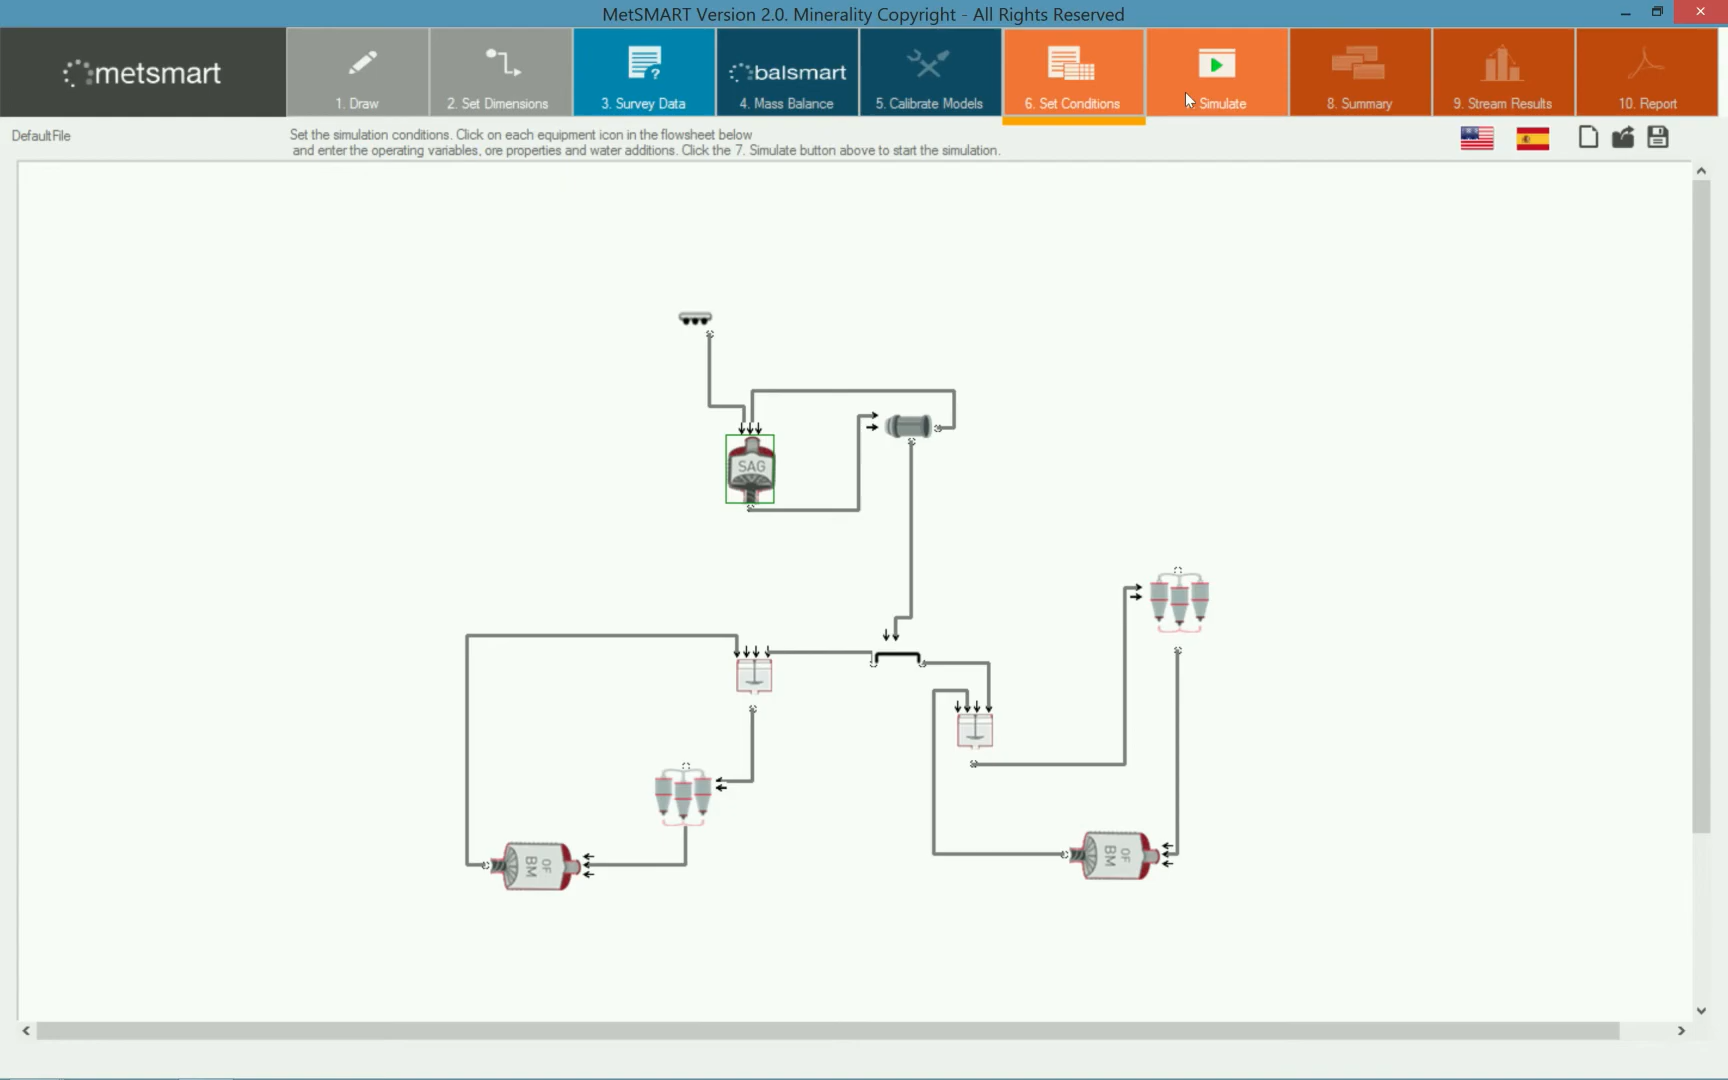 MetSMART Version 2.0. Minerality Copyright - All Rights Reserved
metsmart
1. Draw
2. Set Dimensions
3. Survey Data
balsmart
4. Mass Balance
5. Calibrate Models
6. Set Conditions
Simulate
8. Summary
9. Stream Results
10. Report
DefaultFile
Set the simulation conditions. Click on each equipment icon in the flowsheet below
and enter the operating variables, ore properties and water additions. Click the 7. Simulate button above to start the simulation.
SAG
OF
BM
OF
BM